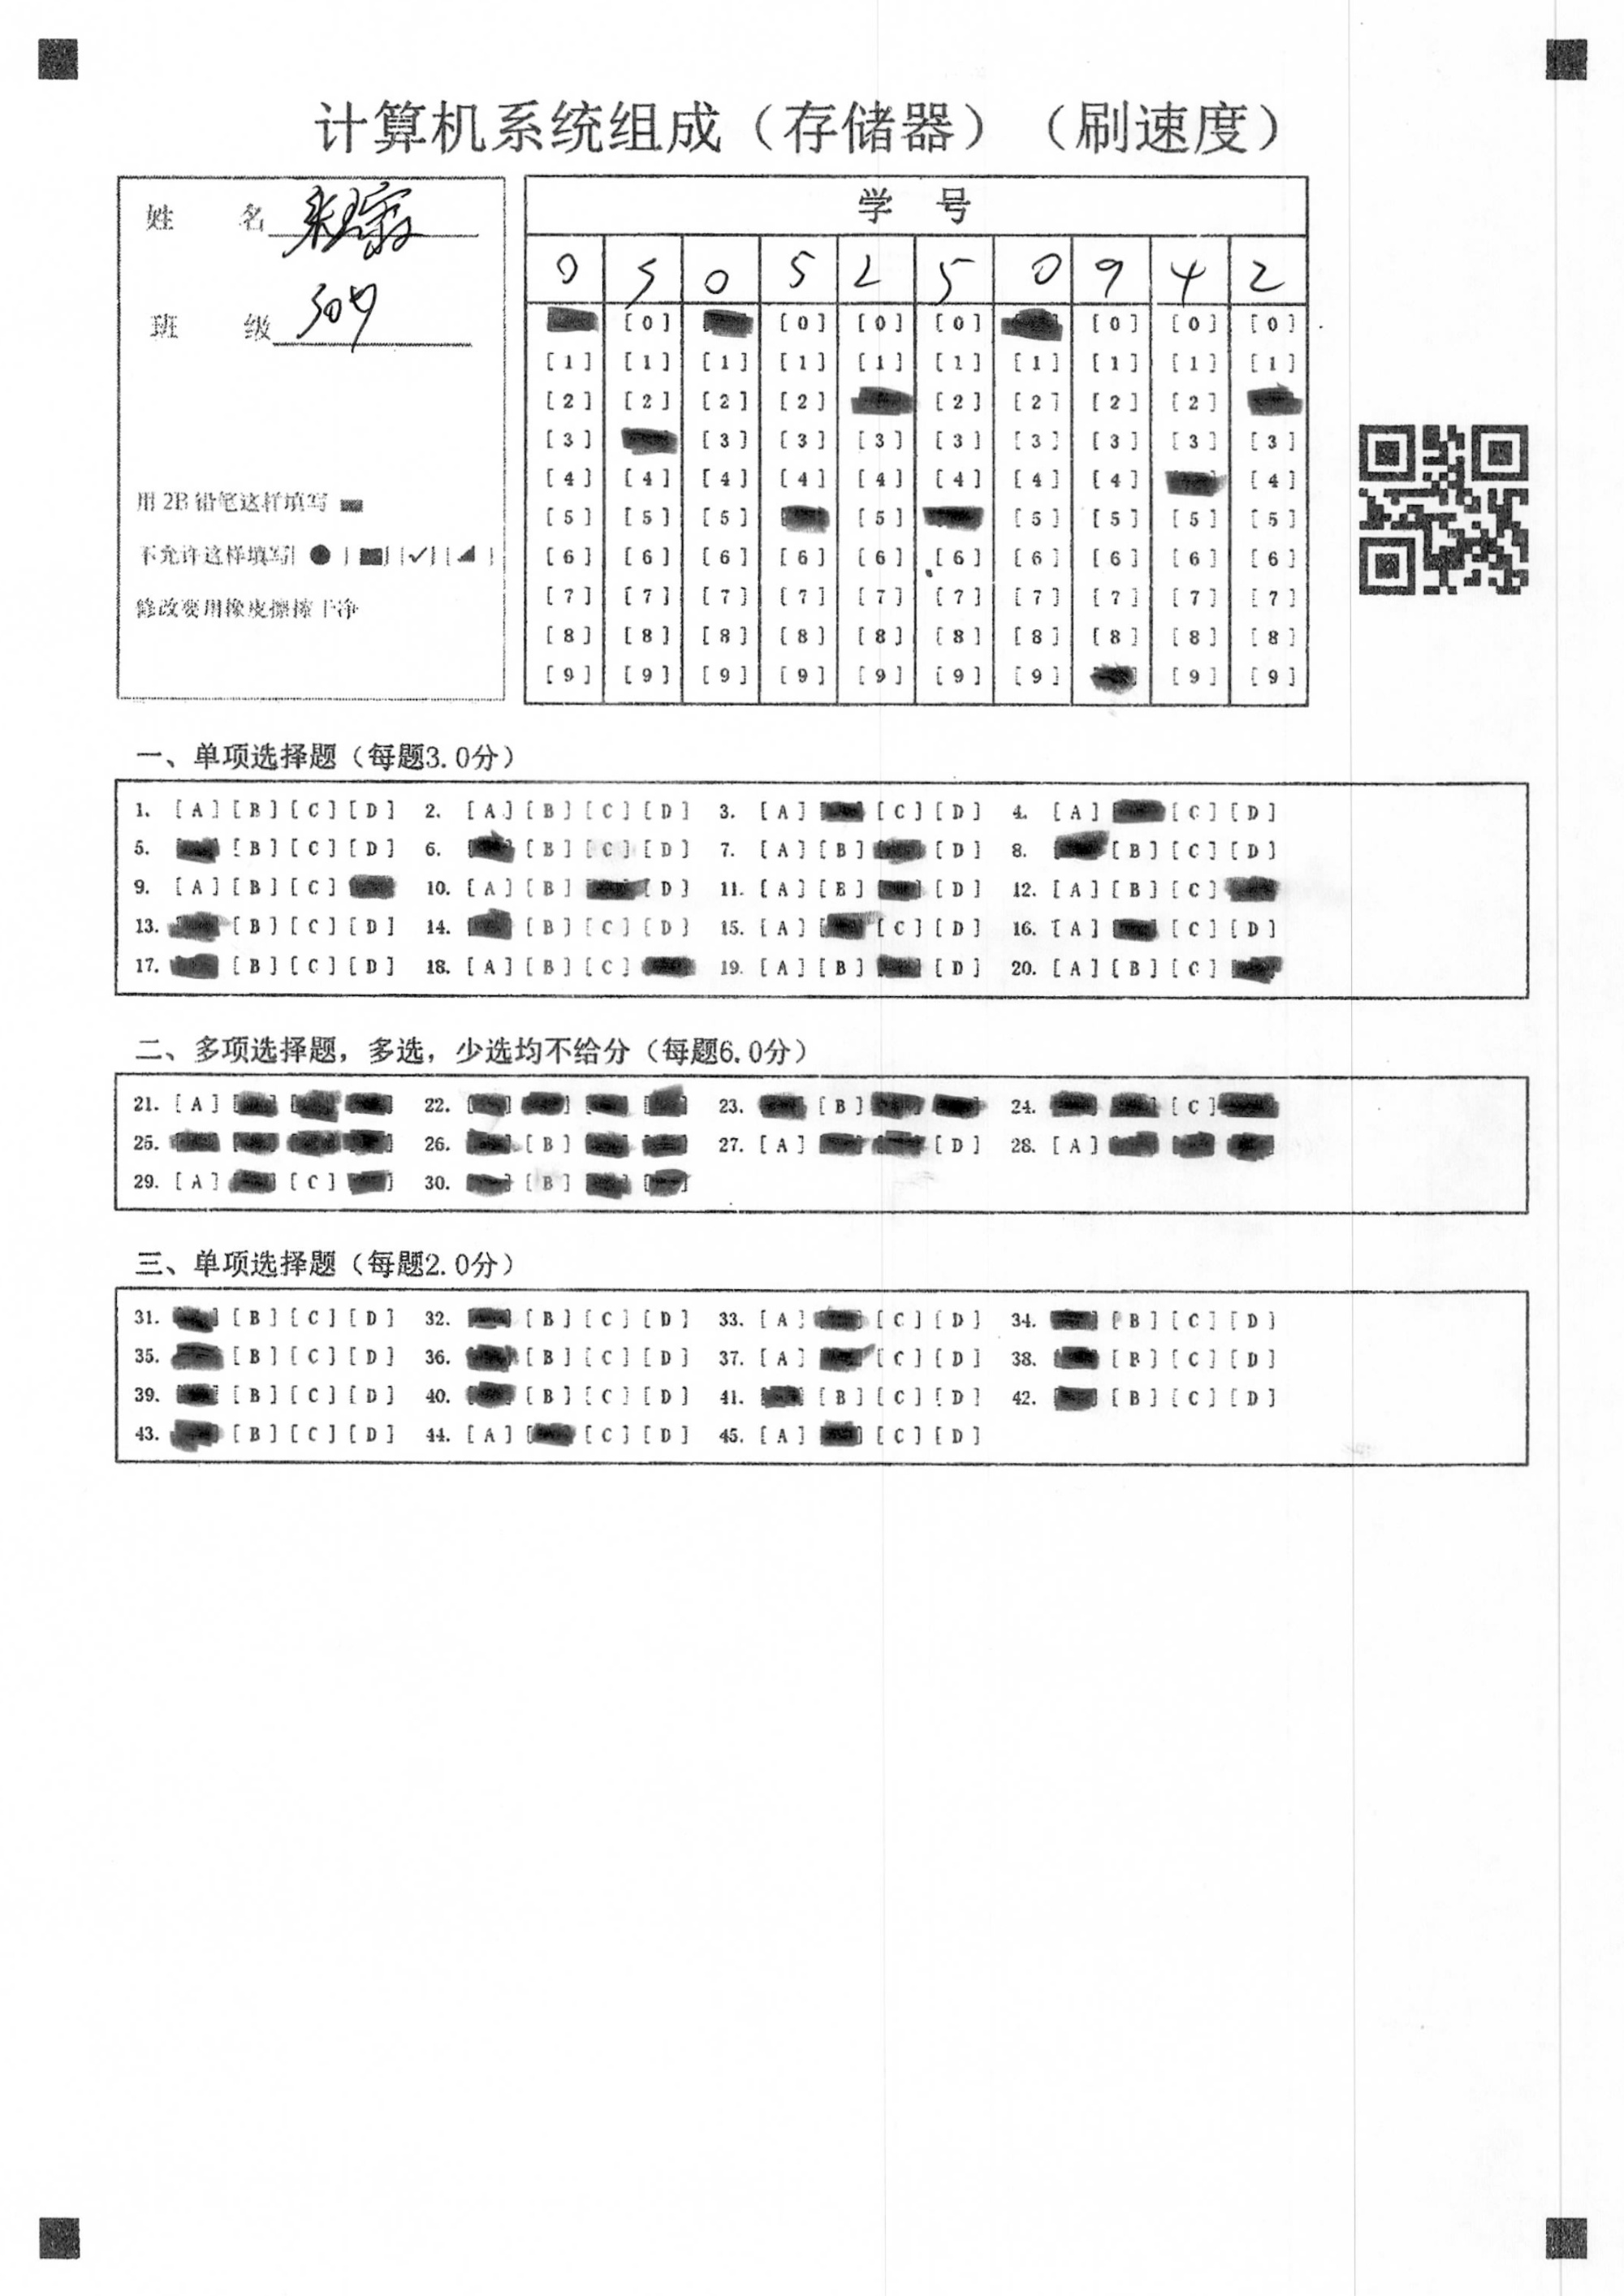 计算机系统组成（存储器）（刷速度）
姓 名
班 级
用 2B 铅笔这样填写
不允许这样填写[ ● ] [■] [✓] [◢ ]
修改要用橡皮擦擦干净
学 号
0 5 0 5 2 5 0 9 4 2
[0] [0] [0] [0] [0] [0] [0]
[1] [1] [1] [1] [1] [1] [1] [1] [1] [1]
[2] [2] [2] [2] [2] [2] [2] [2]
[3] [3] [3] [3] [3] [3] [3] [3] [3]
[4] [4] [4] [4] [4] [4] [4] [4] [4]
[5] [5] [5] [5] [5] [5] [5] [5]
[6] [6] [6] [6] [6] [6] [6] [6] [6] [6]
[7] [7] [7] [7] [7] [7] [7] [7] [7] [7]
[8] [8] [8] [8] [8] [8] [8] [8] [8] [8]
[9] [9] [9] [9] [9] [9] [9] [9] [9]
一、单项选择题（每题3.0分）
1. [A] [B] [C] [D] 2. [A] [B] [C] [D] 3. [A] [C] [D] 4. [A] [C] [D]
5. [B] [C] [D] 6. [B] [C] [D] 7. [A] [B] [D] 8. [B] [C] [D]
9. [A] [B] [C] 10. [A] [B] [D] 11. [A] [B] [D] 12. [A] [B] [C]
13. [B] [C] [D] 14. [B] [C] [D] 15. [A] [C] [D] 16. [A] [C] [D]
17. [B] [C] [D] 18. [A] [B] [C] 19. [A] [B] [D] 20. [A] [B] [C]
二、多项选择题，多选，少选均不给分（每题6.0分）
21. [A] 22. 23. [B] 24. [C]
25. 26. [B] 27. [A] [D] 28. [A]
29. [A] [C] 30. [B]
三、单项选择题（每题2.0分）
31. [B] [C] [D] 32. [B] [C] [D] 33. [A] [C] [D] 34. [B] [C] [D]
35. [B] [C] [D] 36. [B] [C] [D] 37. [A] [C] [D] 38. [B] [C] [D]
39. [B] [C] [D] 40. [B] [C] [D] 41. [B] [C] [D] 42. [B] [C] [D]
43. [B] [C] [D] 44. [A] [C] [D] 45. [A] [C] [D]